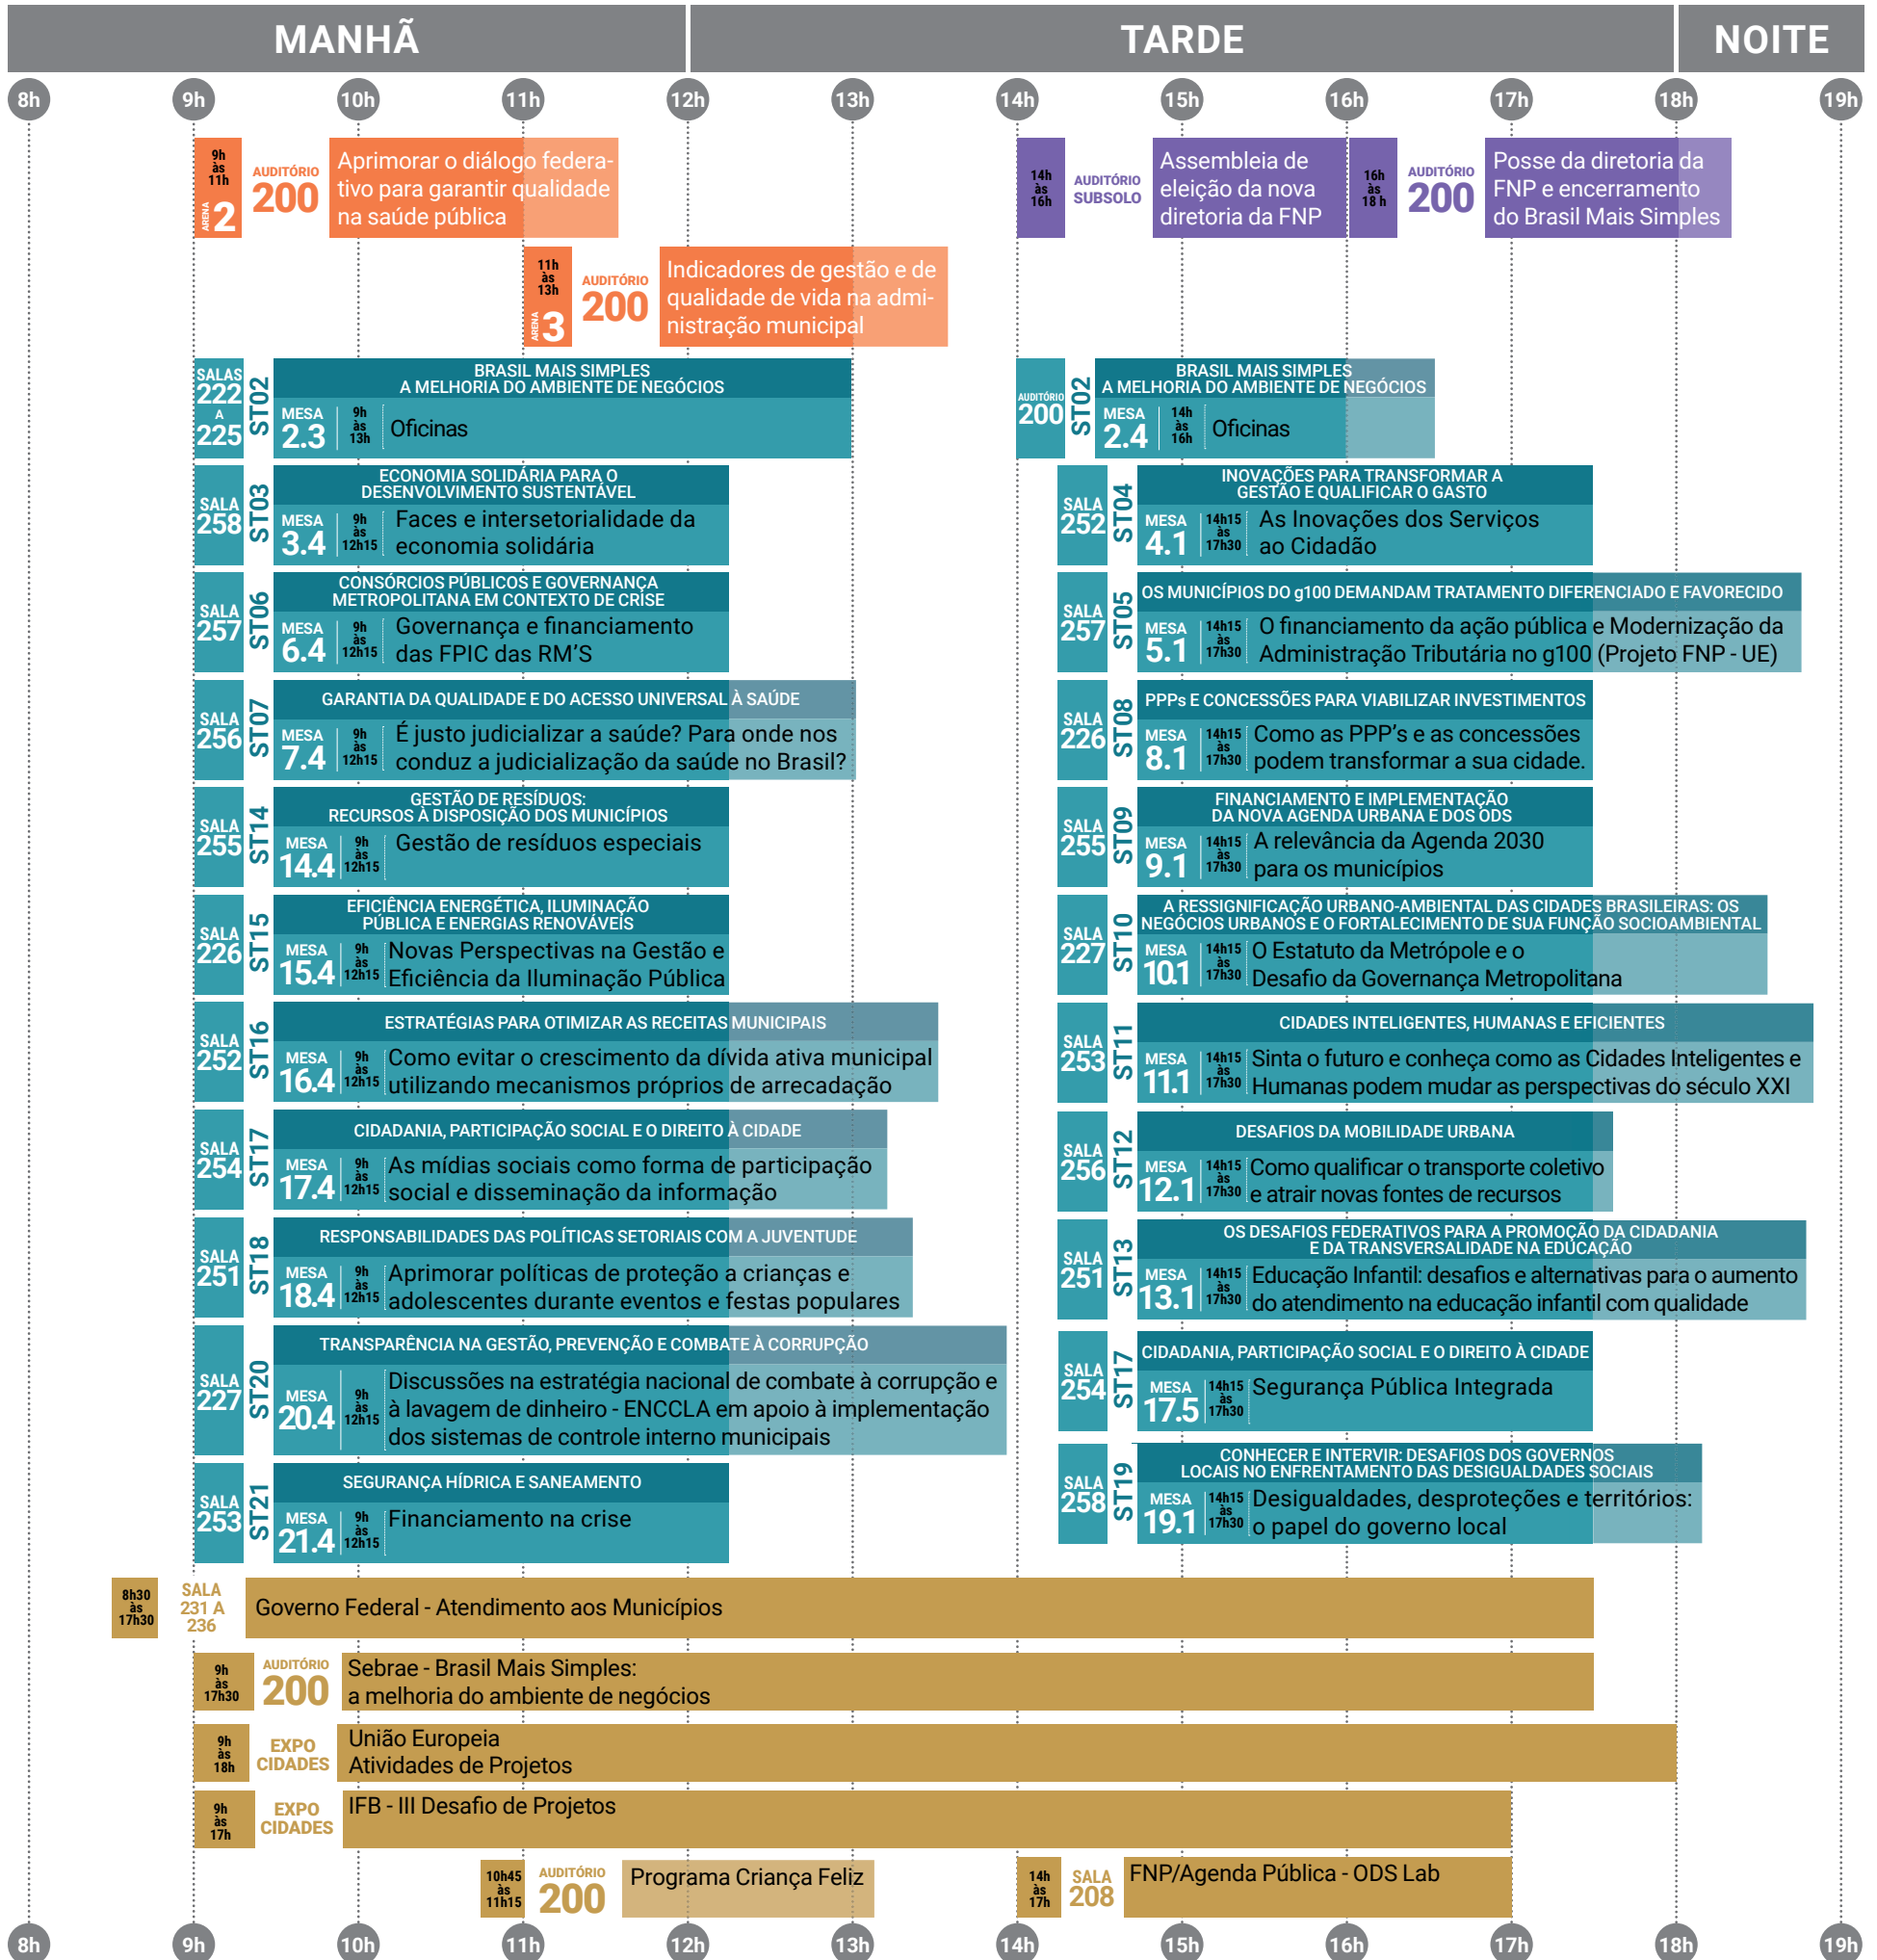 MANHÃ
TARDE
NOITE
8h
9h
10h
11h
12h
13h
14h
15h
16h
17h
18h
19h
9h
às
11h
ARENA
2
AUDITÓRIO
200
Aprimorar o diálogo federa-
tivo para garantir qualidade
na saúde pública
14h
às
16h
AUDITÓRIO
SUBSOLO
Assembleia de
eleição da nova
diretoria da FNP
16h
às
18 h
AUDITÓRIO
200
Posse da diretoria da
FNP e encerramento
do Brasil Mais Simples
11h
às
13h
ARENA
3
AUDITÓRIO
200
Indicadores de gestão e de
qualidade de vida na admi-
nistração municipal
SALAS
222
A
225
ST02
BRASIL MAIS SIMPLES
A MELHORIA DO AMBIENTE DE NEGÓCIOS
MESA
2.3
9h
às
13h
Oficinas
AUDITÓRIO
200
ST02
BRASIL MAIS SIMPLES
A MELHORIA DO AMBIENTE DE NEGÓCIOS
MESA
2.4
14h
às
16h
Oficinas
SALA
258
ST03
ECONOMIA SOLIDÁRIA PARA O
DESENVOLVIMENTO SUSTENTÁVEL
MESA
3.4
9h
às
12h15
Faces e intersetorialidade da
economia solidária
SALA
252
ST04
INOVAÇÕES PARA TRANSFORMAR A
GESTÃO E QUALIFICAR O GASTO
MESA
4.1
14h15
às
17h30
As Inovações dos Serviços
ao Cidadão
SALA
257
ST06
CONSÓRCIOS PÚBLICOS E GOVERNANÇA
METROPOLITANA EM CONTEXTO DE CRISE
MESA
6.4
9h
às
12h15
Governança e financiamento
das FPIC das RM'S
SALA
257
ST05
OS MUNICÍPIOS DO g100 DEMANDAM TRATAMENTO DIFERENCIADO E FAVORECIDO
MESA
5.1
14h15
às
17h30
O financiamento da ação pública e Modernização da
Administração Tributária no g100 (Projeto FNP - UE)
SALA
256
ST07
GARANTIA DA QUALIDADE E DO ACESSO UNIVERSAL À SAÚDE
MESA
7.4
9h
às
12h15
É justo judicializar a saúde? Para onde nos
conduz a judicialização da saúde no Brasil?
SALA
226
ST08
PPPs E CONCESSÕES PARA VIABILIZAR INVESTIMENTOS
MESA
8.1
14h15
às
17h30
Como as PPP's e as concessões
podem transformar a sua cidade.
SALA
255
ST14
GESTÃO DE RESÍDUOS:
RECURSOS À DISPOSIÇÃO DOS MUNICÍPIOS
MESA
14.4
9h
às
12h15
Gestão de resíduos especiais
SALA
255
ST09
FINANCIAMENTO E IMPLEMENTAÇÃO
DA NOVA AGENDA URBANA E DOS ODS
MESA
9.1
14h15
às
17h30
A relevância da Agenda 2030
para os municípios
SALA
226
ST15
EFICIÊNCIA ENERGÉTICA, ILUMINAÇÃO
PÚBLICA E ENERGIAS RENOVÁVEIS
MESA
15.4
9h
às
12h15
Novas Perspectivas na Gestão e
Eficiência da Iluminação Pública
SALA
227
ST10
A RESSIGNIFICAÇÃO URBANO-AMBIENTAL DAS CIDADES BRASILEIRAS: OS
NEGÓCIOS URBANOS E O FORTALECIMENTO DE SUA FUNÇÃO SOCIOAMBIENTAL
MESA
10.1
14h15
às
17h30
O Estatuto da Metrópole e o
Desafio da Governança Metropolitana
SALA
252
ST16
ESTRATÉGIAS PARA OTIMIZAR AS RECEITAS MUNICIPAIS
MESA
16.4
9h
às
12h15
Como evitar o crescimento da dívida ativa municipal
utilizando mecanismos próprios de arrecadação
SALA
253
ST11
CIDADES INTELIGENTES, HUMANAS E EFICIENTES
MESA
11.1
14h15
às
17h30
Sinta o futuro e conheça como as Cidades Inteligentes e
Humanas podem mudar as perspectivas do século XXI
SALA
254
ST17
CIDADANIA, PARTICIPAÇÃO SOCIAL E O DIREITO À CIDADE
MESA
17.4
9h
às
12h15
As mídias sociais como forma de participação
social e disseminação da informação
SALA
256
ST12
DESAFIOS DA MOBILIDADE URBANA
MESA
12.1
14h15
às
17h30
Como qualificar o transporte coletivo
e atrair novas fontes de recursos
SALA
251
ST18
RESPONSABILIDADES DAS POLÍTICAS SETORIAIS COM A JUVENTUDE
MESA
18.4
9h
às
12h15
Aprimorar políticas de proteção a crianças e
adolescentes durante eventos e festas populares
SALA
251
ST13
OS DESAFIOS FEDERATIVOS PARA A PROMOÇÃO DA CIDADANIA
E DA TRANSVERSALIDADE NA EDUCAÇÃO
MESA
13.1
14h15
às
17h30
Educação Infantil: desafios e alternativas para o aumento
do atendimento na educação infantil com qualidade
SALA
227
ST20
TRANSPARÊNCIA NA GESTÃO, PREVENÇÃO E COMBATE À CORRUPÇÃO
MESA
20.4
9h
às
12h15
Discussões na estratégia nacional de combate à corrupção e
à lavagem de dinheiro - ENCCLA em apoio à implementação
dos sistemas de controle interno municipais
SALA
254
ST17
CIDADANIA, PARTICIPAÇÃO SOCIAL E O DIREITO À CIDADE
MESA
17.5
14h15
às
17h30
Segurança Pública Integrada
SALA
253
ST21
SEGURANÇA HÍDRICA E SANEAMENTO
MESA
21.4
9h
às
12h15
Financiamento na crise
SALA
258
ST19
CONHECER E INTERVIR: DESAFIOS DOS GOVERNOS
LOCAIS NO ENFRENTAMENTO DAS DESIGUALDADES SOCIAIS
MESA
19.1
14h15
às
17h30
Desigualdades, desproteções e territórios:
o papel do governo local
8h30
às
17h30
SALA
231 A
236
Governo Federal - Atendimento aos Municípios
9h
às
17h30
AUDITÓRIO
200
Sebrae - Brasil Mais Simples:
a melhoria do ambiente de negócios
9h
às
18h
EXPO
CIDADES
União Europeia
Atividades de Projetos
9h
às
17h
EXPO
CIDADES
IFB - III Desafio de Projetos
10h45
às
11h15
AUDITÓRIO
200
Programa Criança Feliz
14h
às
17h
SALA
208
FNP/Agenda Pública - ODS Lab
8h
9h
10h
11h
12h
13h
14h
15h
16h
17h
18h
19h